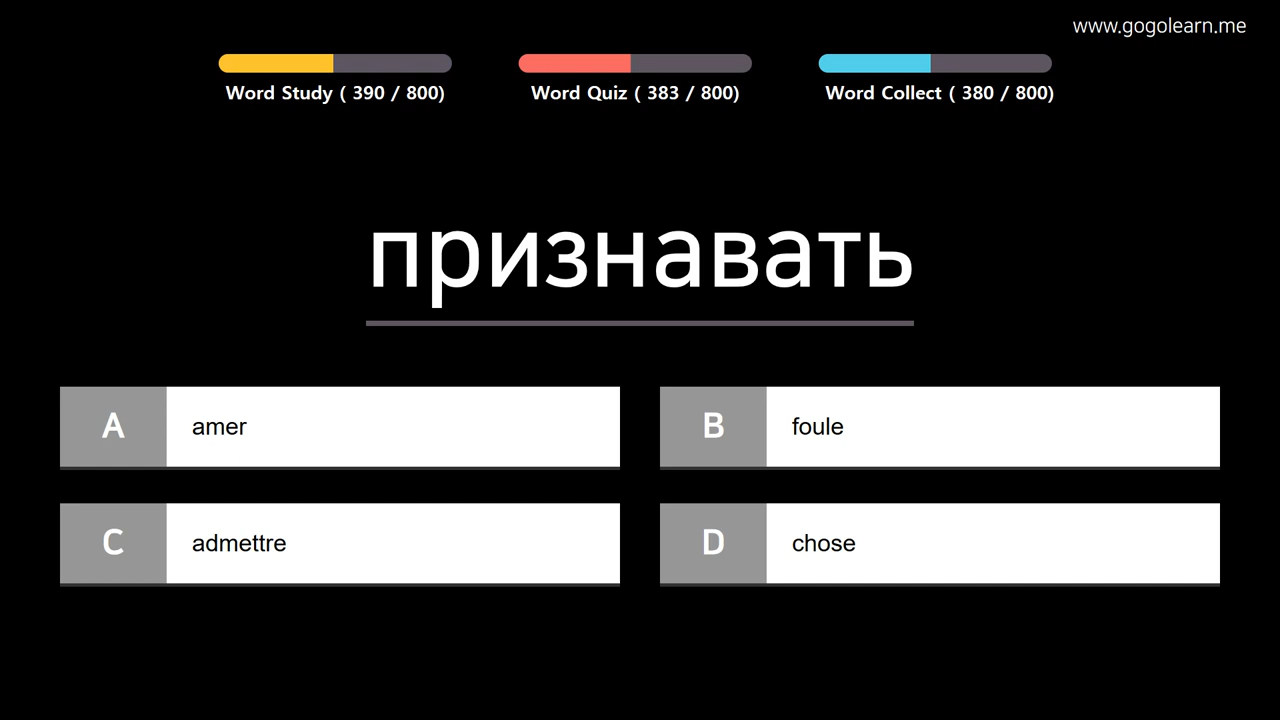 www.gogolearn.me
Word Study ( 390 / 800)
Word Quiz ( 383 / 800)
Word Collect ( 380 / 800)
признавать
A amer
B foule
C admettre
D chose